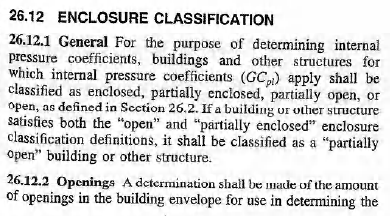 26.12 ENCLOSURE CLASSIFICATION
26.12.1 General For the purpose of determining internal
pressure coefficients, buildings and other structures for
which internal pressure coefficients (GCpi) apply shall be
classified as enclosed, partially enclosed, partially open, or
open, as defined in Section 26.2. If a building or other structure
satisfies both the “open” and “partially enclosed” enclosure
classification definitions, it shall be classified as a “partially
open” building or other structure.
26.12.2 Openings A determination shall be made of the amount
of openings in the building envelope for use in determining the